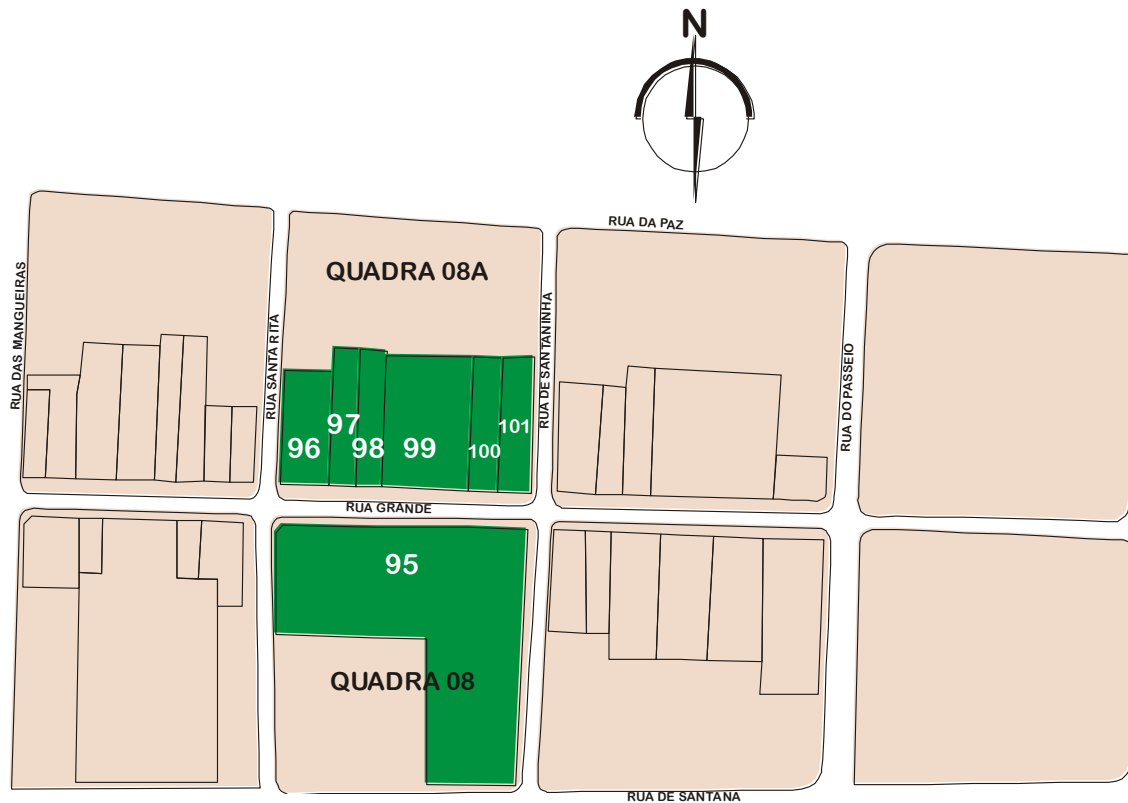 N
RUA DA PAZ
QUADRA 08A
RUA DAS MANGUEIRAS
RUA SANTA RITA
RUA DE SANTANINHA
RUA DO PASSEIO
96
97
98
99
100
101
RUA GRANDE
95
QUADRA 08
RUA DE SANTANA